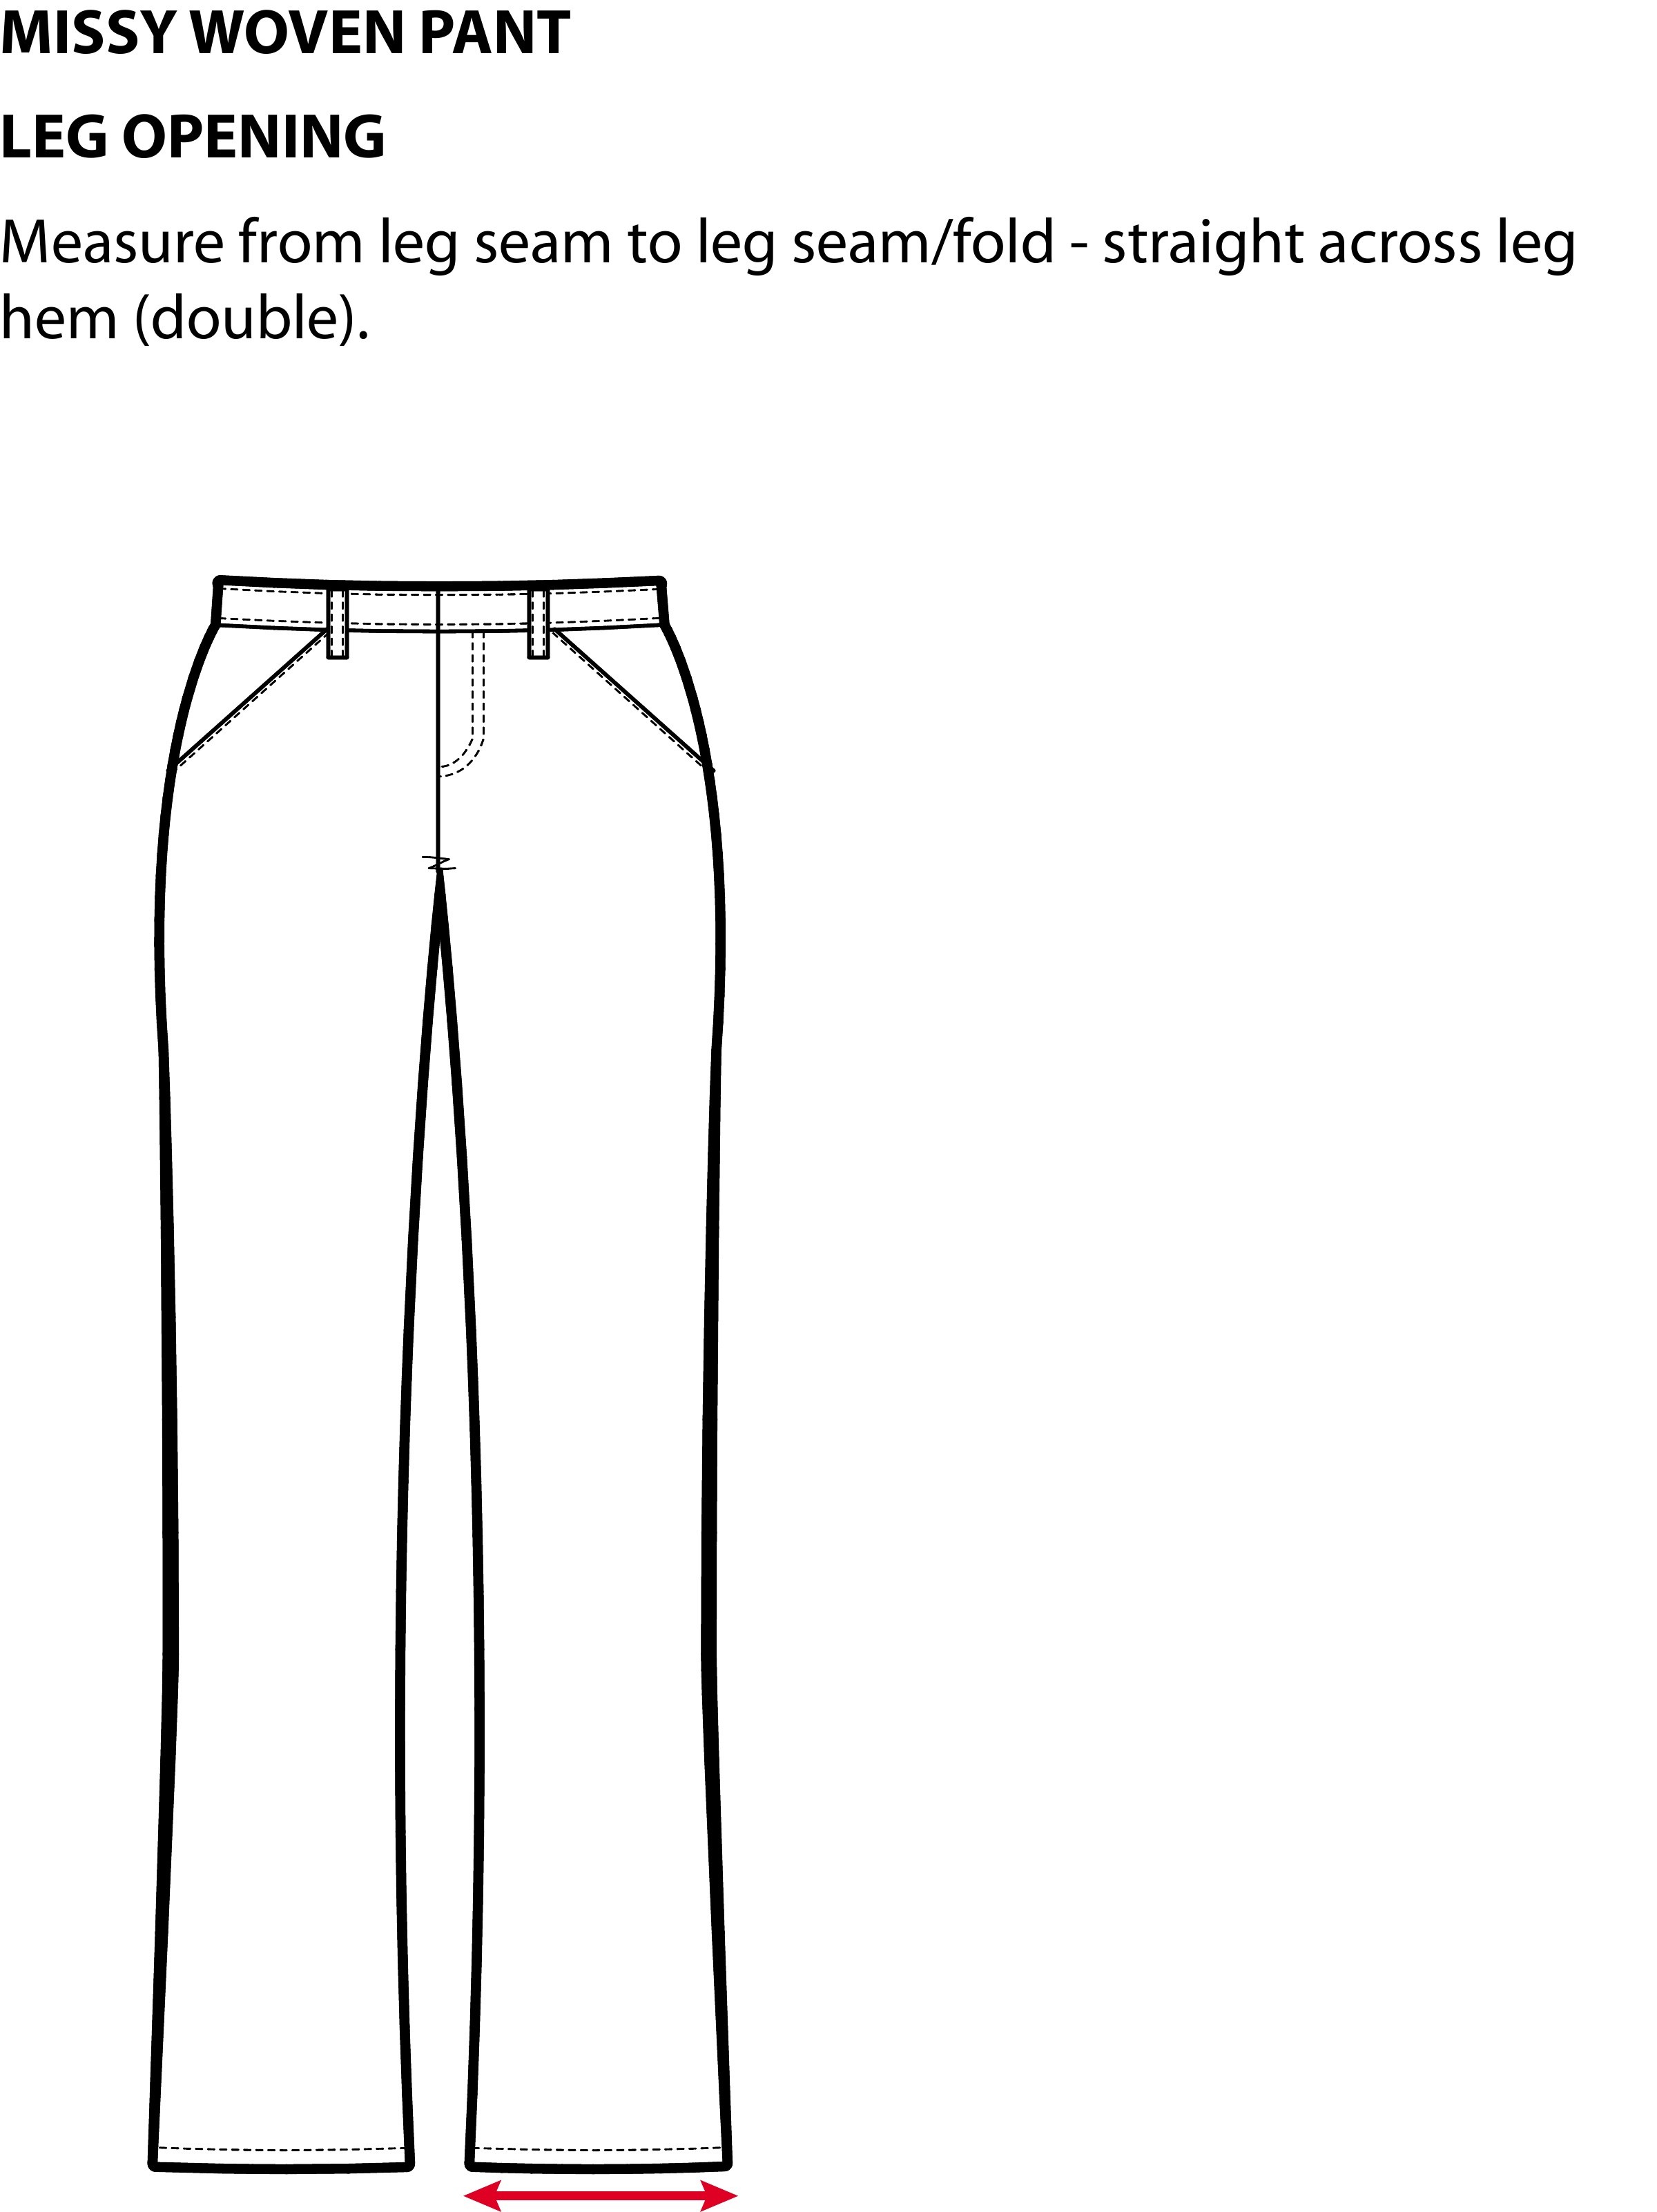 MISSY WOVEN PANT
LEG OPENING
Measure from leg seam to leg seam/fold - straight across leg
hem (double).